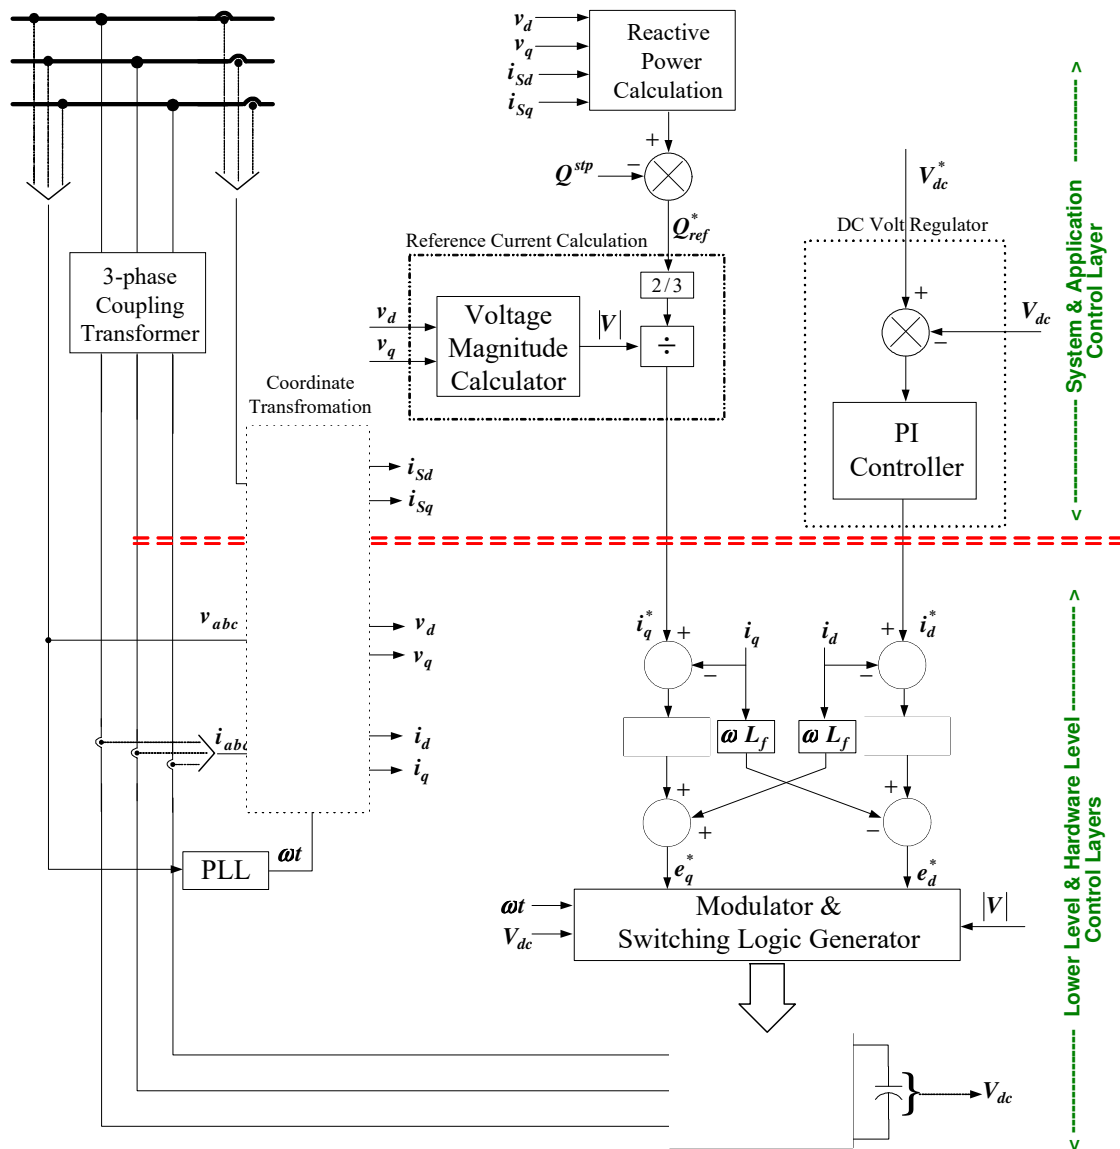 v_d
v_q
i_Sd
i_Sq
Reactive
Power
Calculation
+
−
Q^stp
Q*_ref
V*_dc
DC Volt Regulator
Reference Current Calculation
2/3
3-phase
Coupling
Transformer
v_d
v_q
Voltage
Magnitude
Calculator
|V|
÷
+
−
V_dc
PI
Controller
System & Application
Control Layer
Coordinate
Transfromation
i_Sd
i_Sq
v_abc
v_d
v_q
i_abc
i_d
i_q
PLL
ωt
i*_q
+
−
i_q
i_d
+
−
i*_d
ω L_f
ω L_f
+
+
+
−
e*_q
e*_d
ωt
V_dc
Modulator &
Switching Logic Generator
|V|
Lower Level & Hardware Level
Control Layers
V_dc